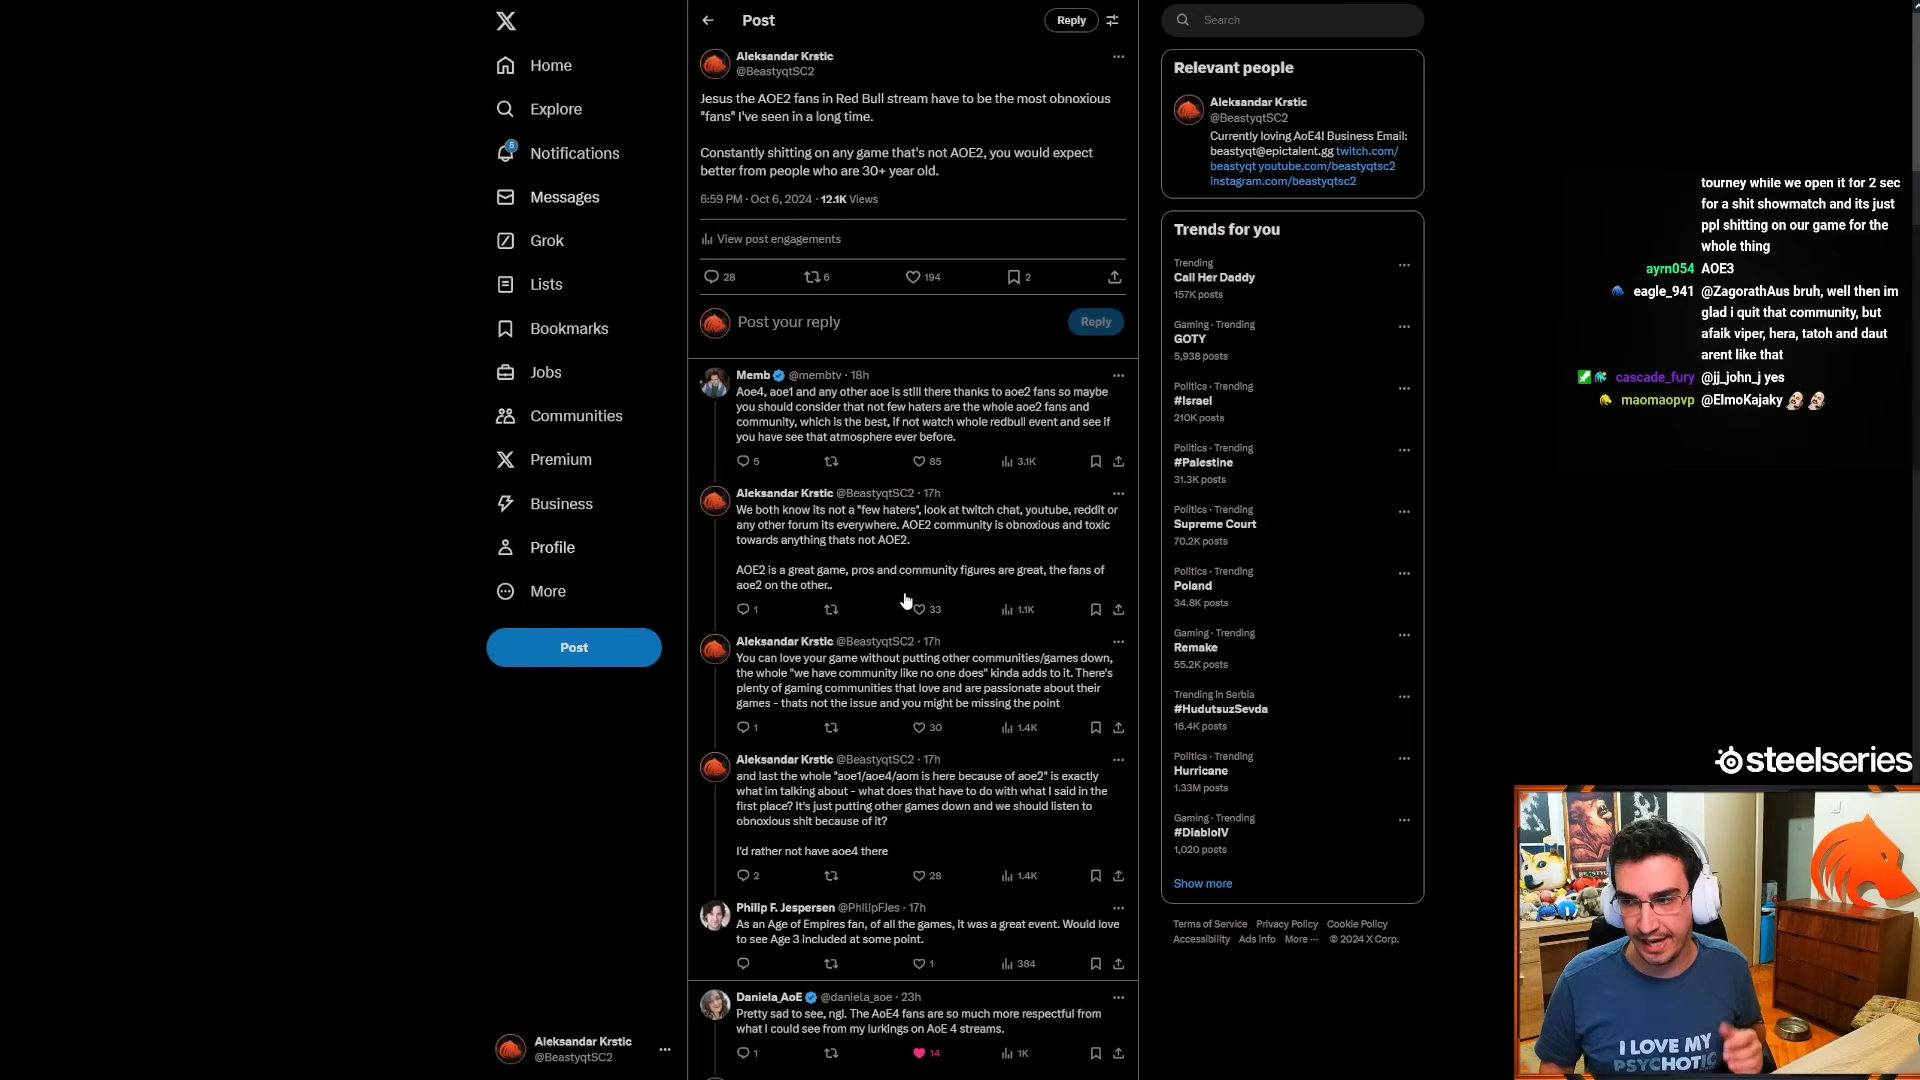 Home
Explore
5
Notifications
Messages
Grok
Lists
Bookmarks
Jobs
Communities
Premium
Business
Profile
More
Post
Aleksandar Krstic
@BeastyqtSC2
Post
Reply
Aleksandar Krstic
@BeastyqtSC2
Jesus the AOE2 fans in Red Bull stream have to be the most obnoxious
"fans" I've seen in a long time.
Constantly shitting on any game that's not AOE2, you would expect
better from people who are 30+ year old.
6:59 PM · Oct 6, 2024 · 12.1K Views
View post engagements
28 6 194 2
Post your reply
Reply
Memb @membtv · 18h
Aoe4, aoe1 and any other aoe is still there thanks to aoe2 fans so maybe
you should consider that not few haters are the whole aoe2 fans and
community, which is the best, if not watch whole redbull event and see if
you have see that atmosphere ever before.
5 85 3.1K
Aleksandar Krstic @BeastyqtSC2 · 17h
We both know its not a "few haters", look at twitch chat, youtube, reddit or
any other forum its everywhere. AOE2 community is obnoxious and toxic
towards anything thats not AOE2.
AOE2 is a great game, pros and community figures are great, the fans of
aoe2 on the other..
1 33 1.1K
Aleksandar Krstic @BeastyqtSC2 · 17h
You can love your game without putting other communities/games down,
the whole "we have community like no one does" kinda adds to it. There's
plenty of gaming communities that love and are passionate about their
games - thats not the issue and you might be missing the point
1 30 1.4K
Aleksandar Krstic @BeastyqtSC2 · 17h
and last the whole "aoe1/aoe4/aom is here because of aoe2" is exactly
what im talking about - what does that have to do with what I said in the
first place? It's just putting other games down and we should listen to
obnoxious shit because of it?
I'd rather not have aoe4 there
2 28 1.4K
Philip F. Jespersen @PhilipFJes · 17h
As an Age of Empires fan, of all the games, it was a great event. Would love
to see Age 3 included at some point.
1 384
Daniela_AoE @daniela_aoe · 23h
Pretty sad to see, ngl. The AoE4 fans are so much more respectful from
what I could see from my lurkings on AoE 4 streams.
1 14 1K
Search
Relevant people
Aleksandar Krstic
@BeastyqtSC2
Currently loving AoE4! Business Email:
beastyqt@epictalent.gg twitch.com/
beastyqt youtube.com/beastyqtsc2
instagram.com/beastyqtsc2
Trends for you
Trending
Call Her Daddy
157K posts
Gaming · Trending
GOTY
5,938 posts
Politics · Trending
#Israel
210K posts
Politics · Trending
#Palestine
31.3K posts
Politics · Trending
Supreme Court
70.2K posts
Politics · Trending
Poland
34.8K posts
Gaming · Trending
Remake
55.2K posts
Trending in Serbia
#HudutsuzSevda
16.4K posts
Politics · Trending
Hurricane
1.33M posts
Gaming · Trending
#DiabloIV
1,020 posts
Show more
Terms of Service Privacy Policy Cookie Policy
Accessibility Ads info More ··· © 2024 X Corp.
tourney while we open it for 2 sec
for a shit showmatch and its just
ppl shitting on our game for the
whole thing
ayrn054 AOE3
eagle_941 @ZagorathAus bruh, well then im
glad i quit that community, but
afaik viper, hera, tatoh and daut
arent like that
cascade_fury @jj_john_j yes
maomaopvp @ElmoKajaky
steelseries
I LOVE MY
PSYCHOTIC